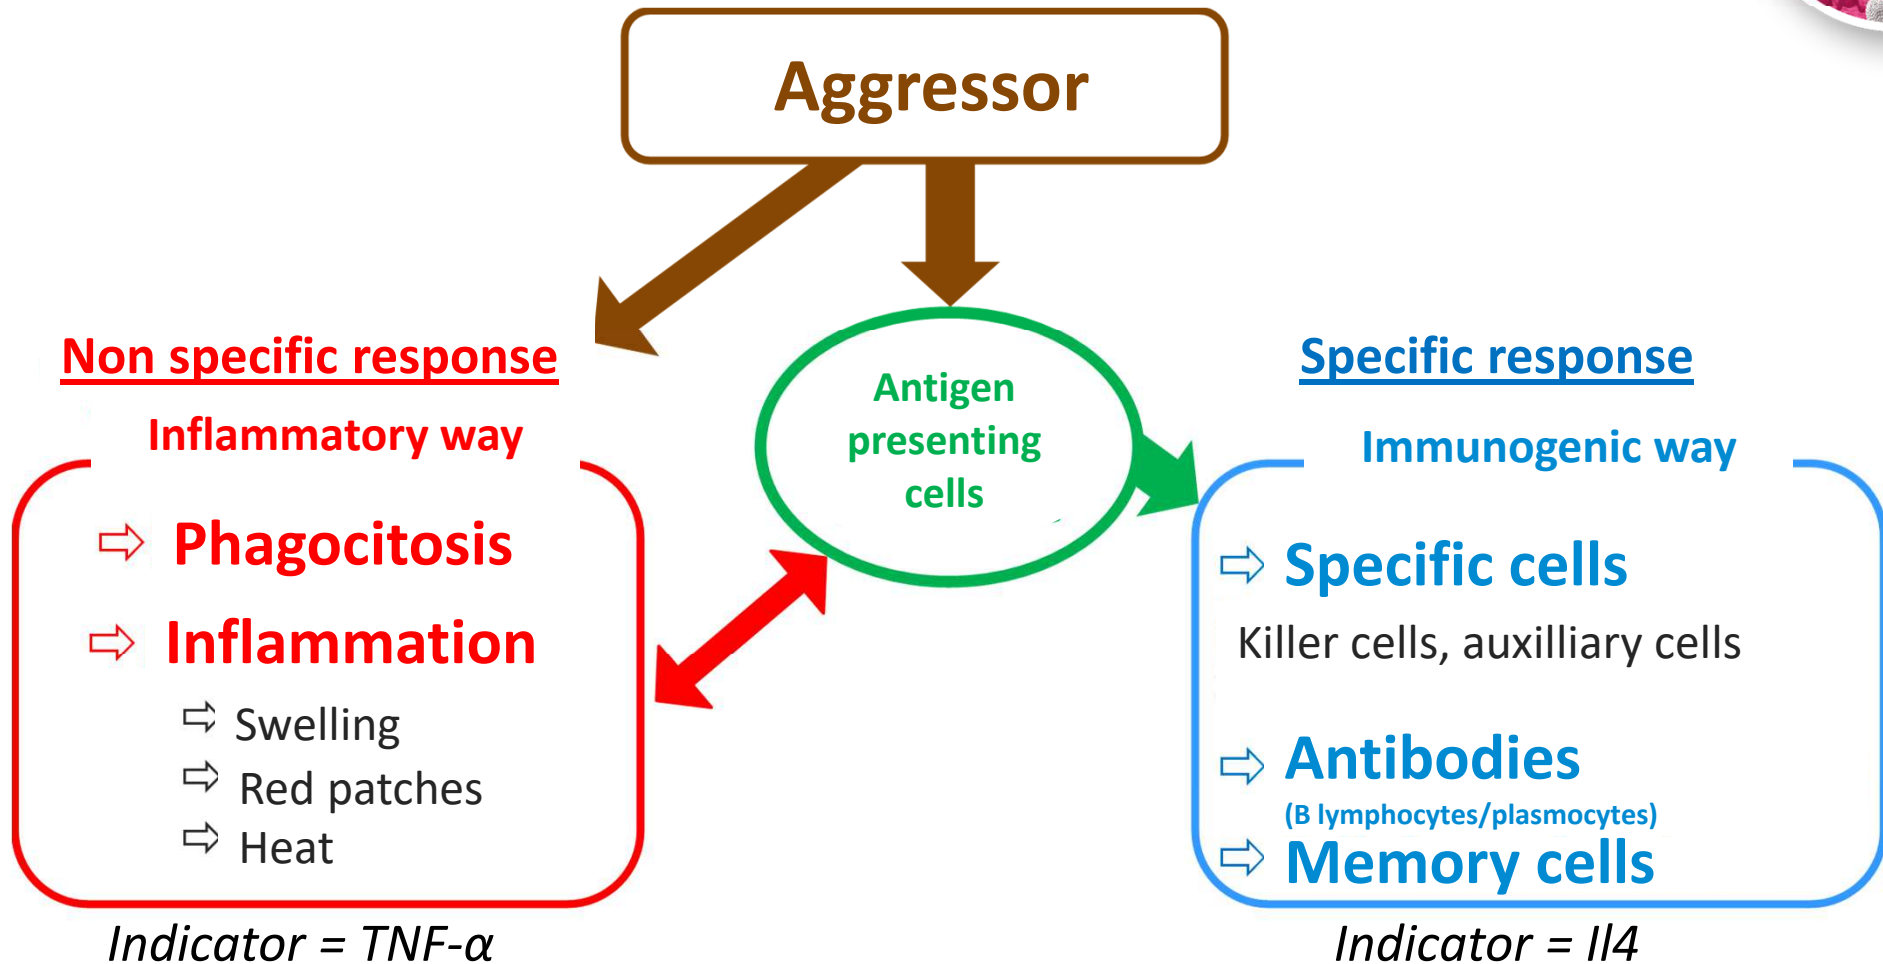 Aggressor
Non specific response
Inflammatory way
Phagocitosis
Inflammation
Swelling
Red patches
Heat
Indicator = TNF-α
Antigen
presenting
cells
Specific response
Immunogenic way
Specific cells
Killer cells, auxilliary cells
Antibodies
(B lymphocytes/plasmocytes)
Memory cells
Indicator = Il4